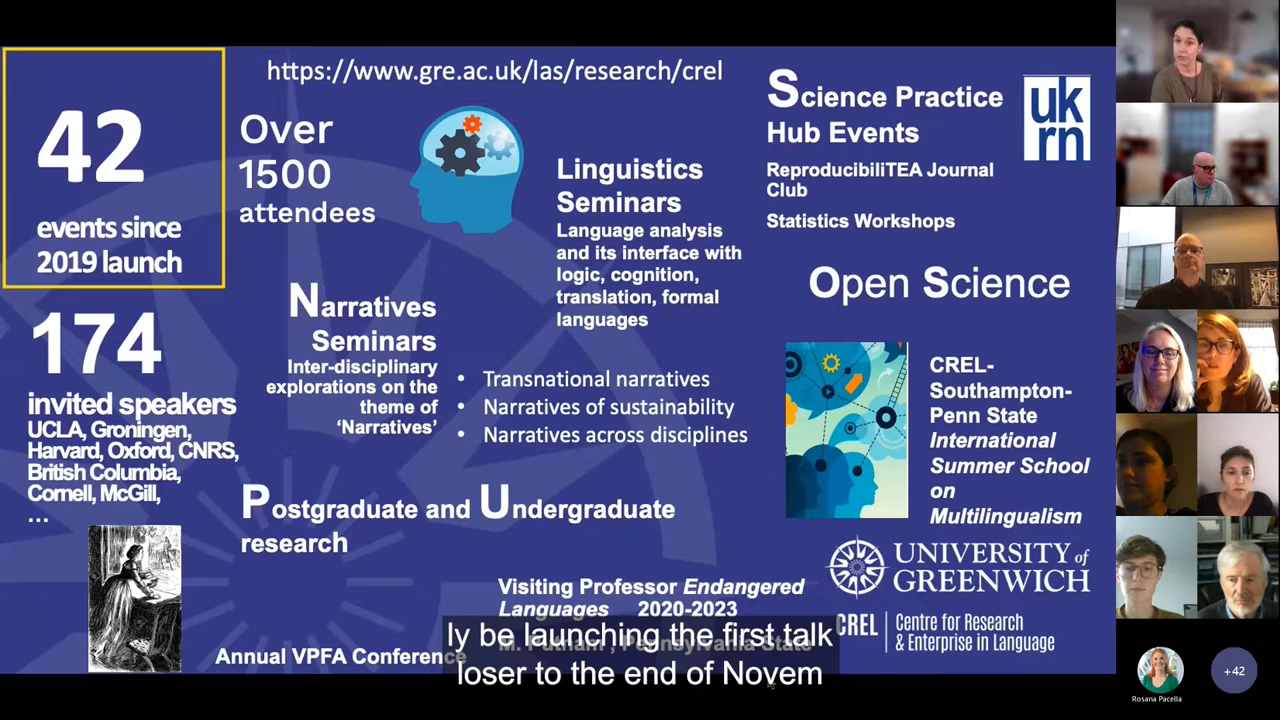 https://www.gre.ac.uk/las/research/crel
42
events since
2019 launch
Over
1500
attendees
174
invited speakers
UCLA, Groningen,
Harvard, Oxford, CNRS,
British Columbia,
Cornell, McGill,
...
Narratives
Seminars
Inter-disciplinary
explorations on the
theme of
‘Narratives’
• Transnational narratives
• Narratives of sustainability
• Narratives across disciplines
Linguistics
Seminars
Language analysis
and its interface with
logic, cognition,
translation, formal
languages
Science Practice
Hub Events
ReproducibiliTEA Journal
Club
Statistics Workshops
uk
rn
Open Science
CREL-
Southampton-
Penn State
International
Summer School
on
Multilingualism
Postgraduate and Undergraduate
research
Visiting Professor Endangered
Languages 2020-2023
Annual VPFA Conference
UNIVERSITY of
GREENWICH
CREL Centre for Research
& Enterprise in Language
ly be launching the first talk
loser to the end of Novem
Rosana Pacella
+42